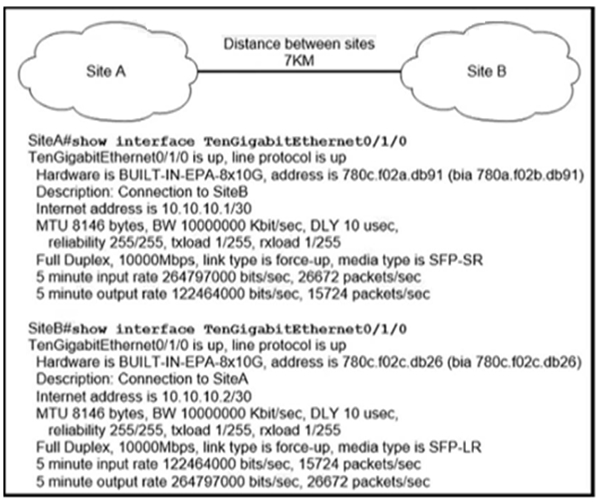 Distance between sites
7KM
Site A
Site B
SiteA#show interface TenGigabitEthernet0/1/0
TenGigabitEthernet0/1/0 is up, line protocol is up
Hardware is BUILT-IN-EPA-8x10G, address is 780c.f02a.db91 (bia 780a.f02b.db91)
Description: Connection to SiteB
Internet address is 10.10.10.1/30
MTU 8146 bytes, BW 10000000 Kbit/sec, DLY 10 usec,
reliability 255/255, txload 1/255, rxload 1/255
Full Duplex, 10000Mbps, link type is force-up, media type is SFP-SR
5 minute input rate 264797000 bits/sec, 26672 packets/sec
5 minute output rate 122464000 bits/sec, 15724 packets/sec
SiteB#show interface TenGigabitEthernet0/1/0
TenGigabitEthernet0/1/0 is up, line protocol is up
Hardware is BUILT-IN-EPA-8x10G, address is 780c.f02c.db26 (bia 780c.f02c.db26)
Description: Connection to SiteA
Internet address is 10.10.10.2/30
MTU 8146 bytes, BW 10000000 Kbit/sec, DLY 10 usec,
reliability 255/255, txload 1/255, rxload 1/255
Full Duplex, 10000Mbps, link type is force-up, media type is SFP-LR
5 minute input rate 122464000 bits/sec, 15724 packets/sec
5 minute output rate 264797000 bits/sec, 26672 packets/sec